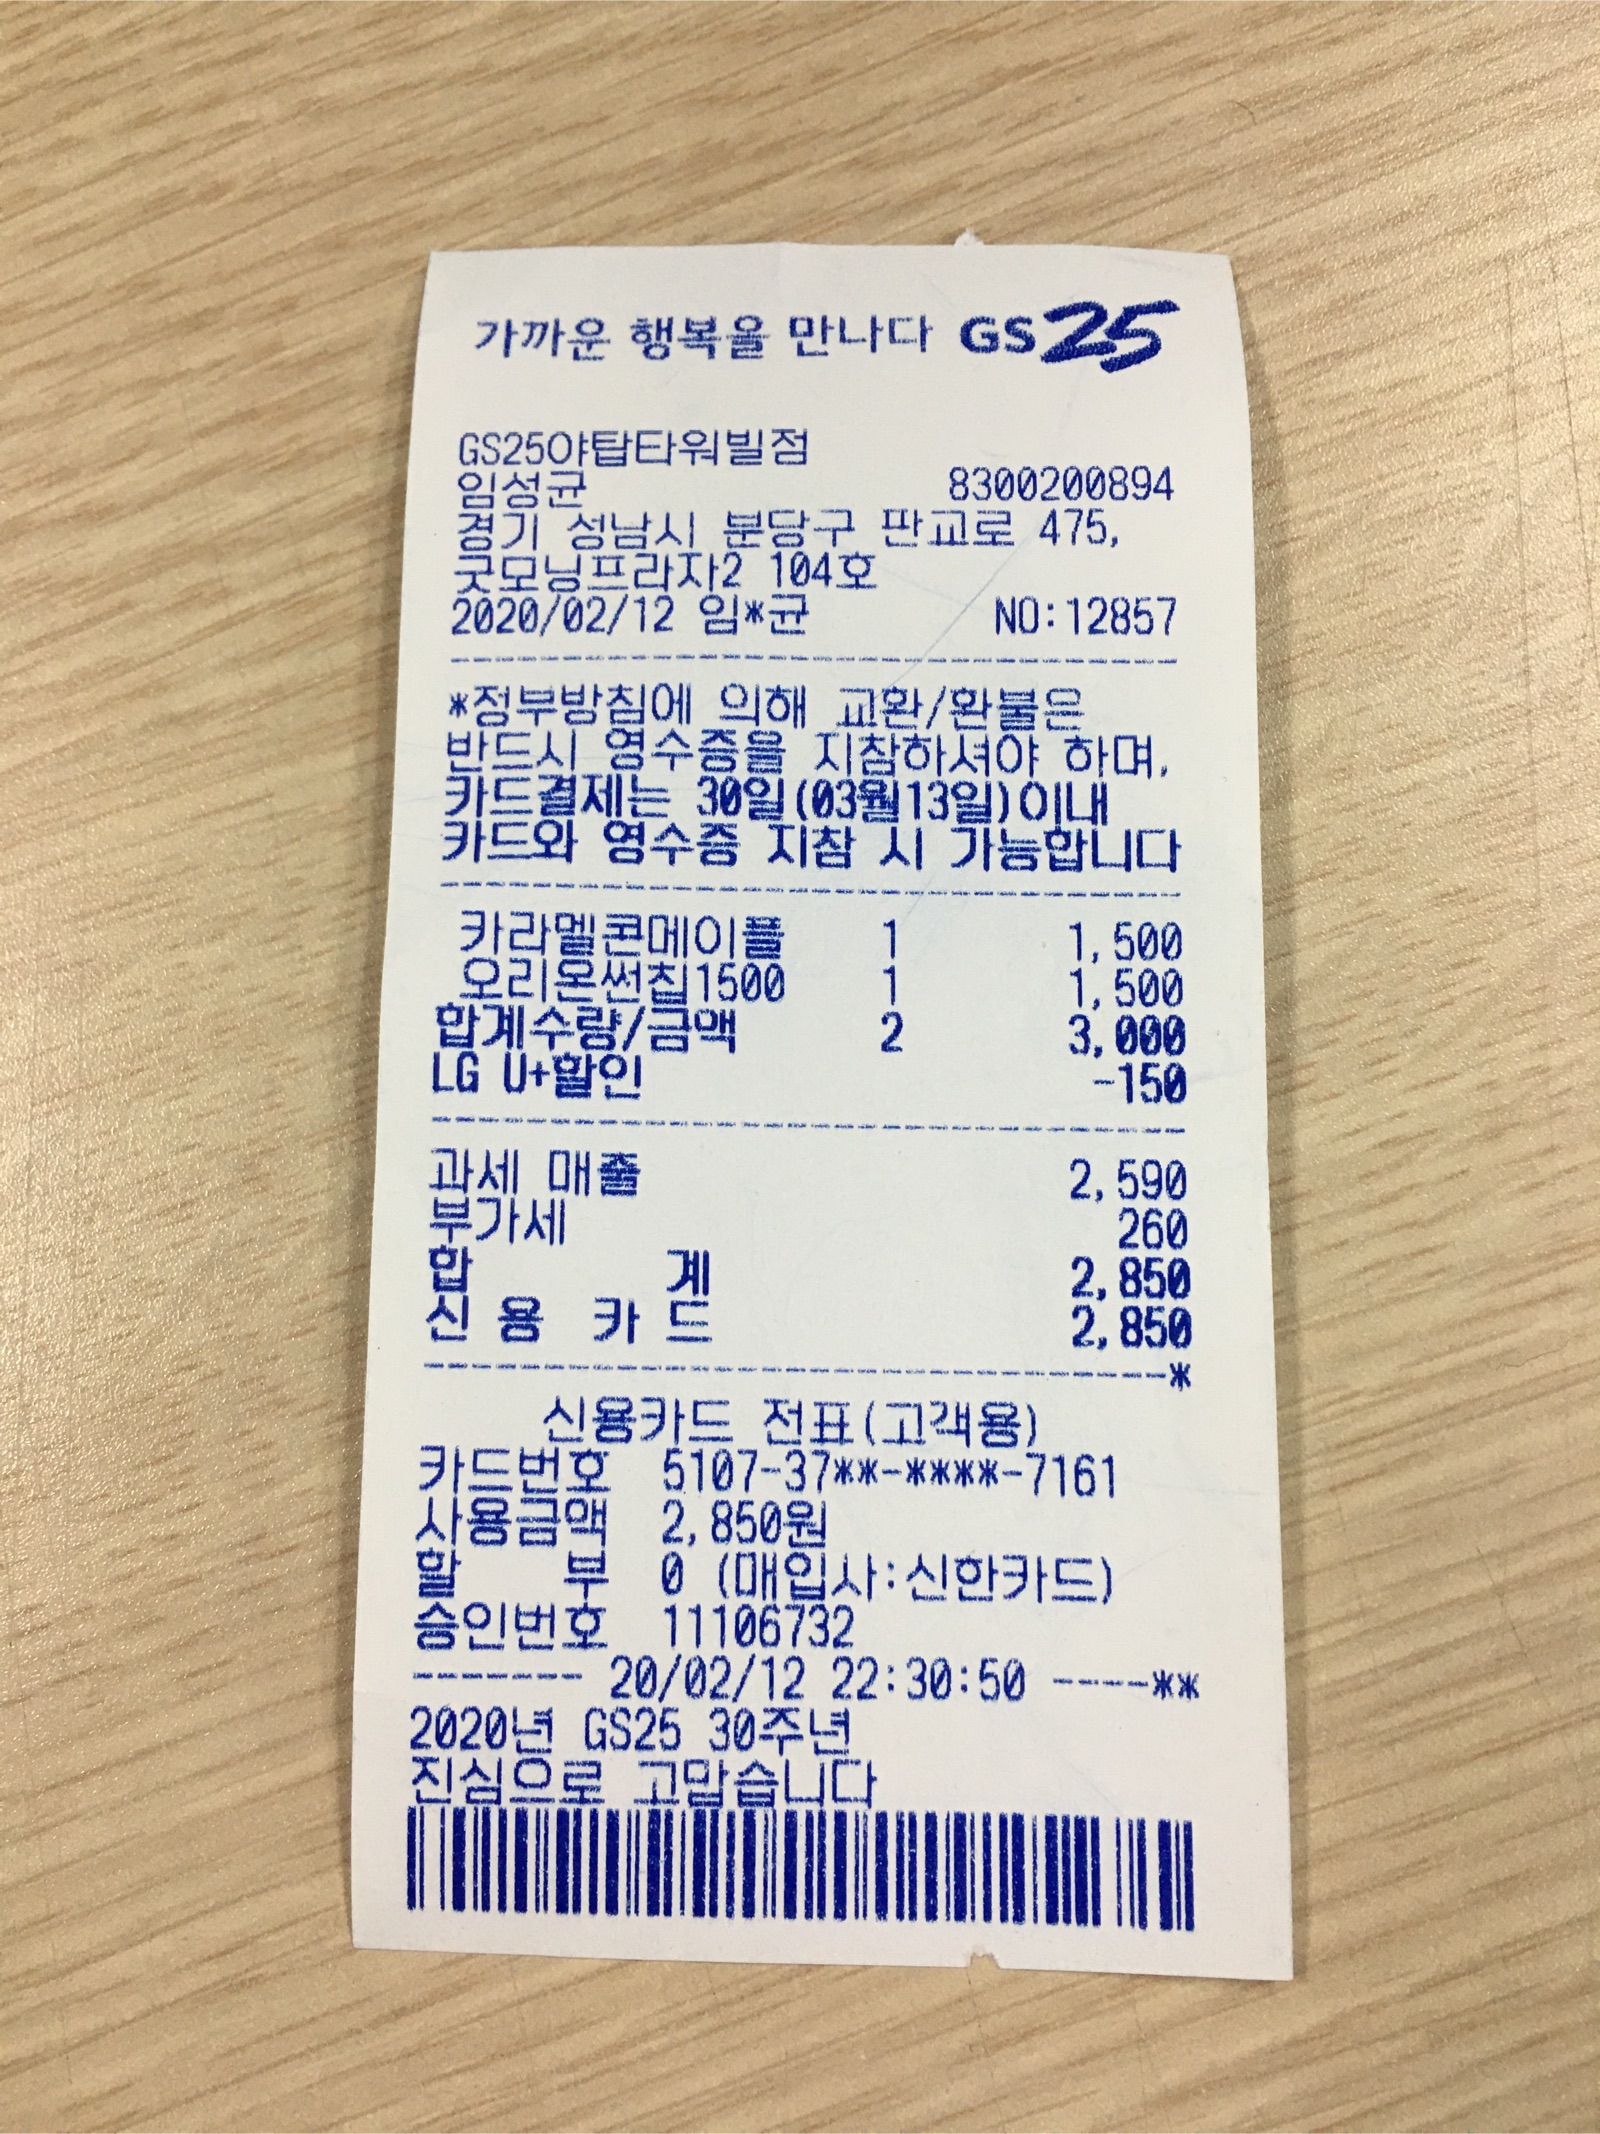 가까운 행복을 만나다 GS25
GS25야탑타워빌점
임성균 8300200894
경기 성남시 분당구 판교로 475,
굿모닝프라자2 104호
2020/02/12 임*균 NO:12857
*정부방침에 의해 교환/환불은
반드시 영수증을 지참하셔야 하며,
카드결제는 30일(03월13일)이내
카드와 영수증 지참 시 가능합니다
카라멜콘메이플 1 1,500
오리온썬칩1500 1 1,500
합계수량/금액 2 3,000
LG U+할인 -150
과세 매출 2,590
부가세 260
합 계 2,850
신 용 카 드 2,850
*
신용카드 전표(고객용)
카드번호 5107-37**-****-7161
사용금액 2,850원
할 부 0 (매입사:신한카드)
승인번호 11106732
------- 20/02/12 22:30:50 ----**
2020년 GS25 30주년
진심으로 고맙습니다